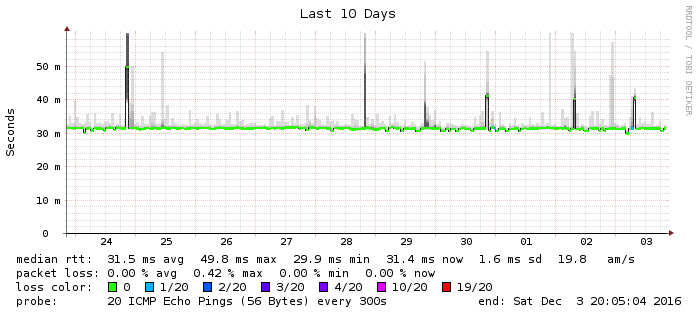 Last 10 Days
RRDTOOL / TOBI OETIKER
Seconds
50 m
40 m
30 m
20 m
10 m
0
24 25 26 27 28 29 30 01 02 03
median rtt: 31.5 ms avg 49.8 ms max 29.9 ms min 31.4 ms now 1.6 ms sd 19.8 am/s
packet loss: 0.00 % avg 0.42 % max 0.00 % min 0.00 % now
loss color: 0 1/20 2/20 3/20 4/20 10/20 19/20
probe: 20 ICMP Echo Pings (56 Bytes) every 300s end: Sat Dec 3 20:05:04 2016